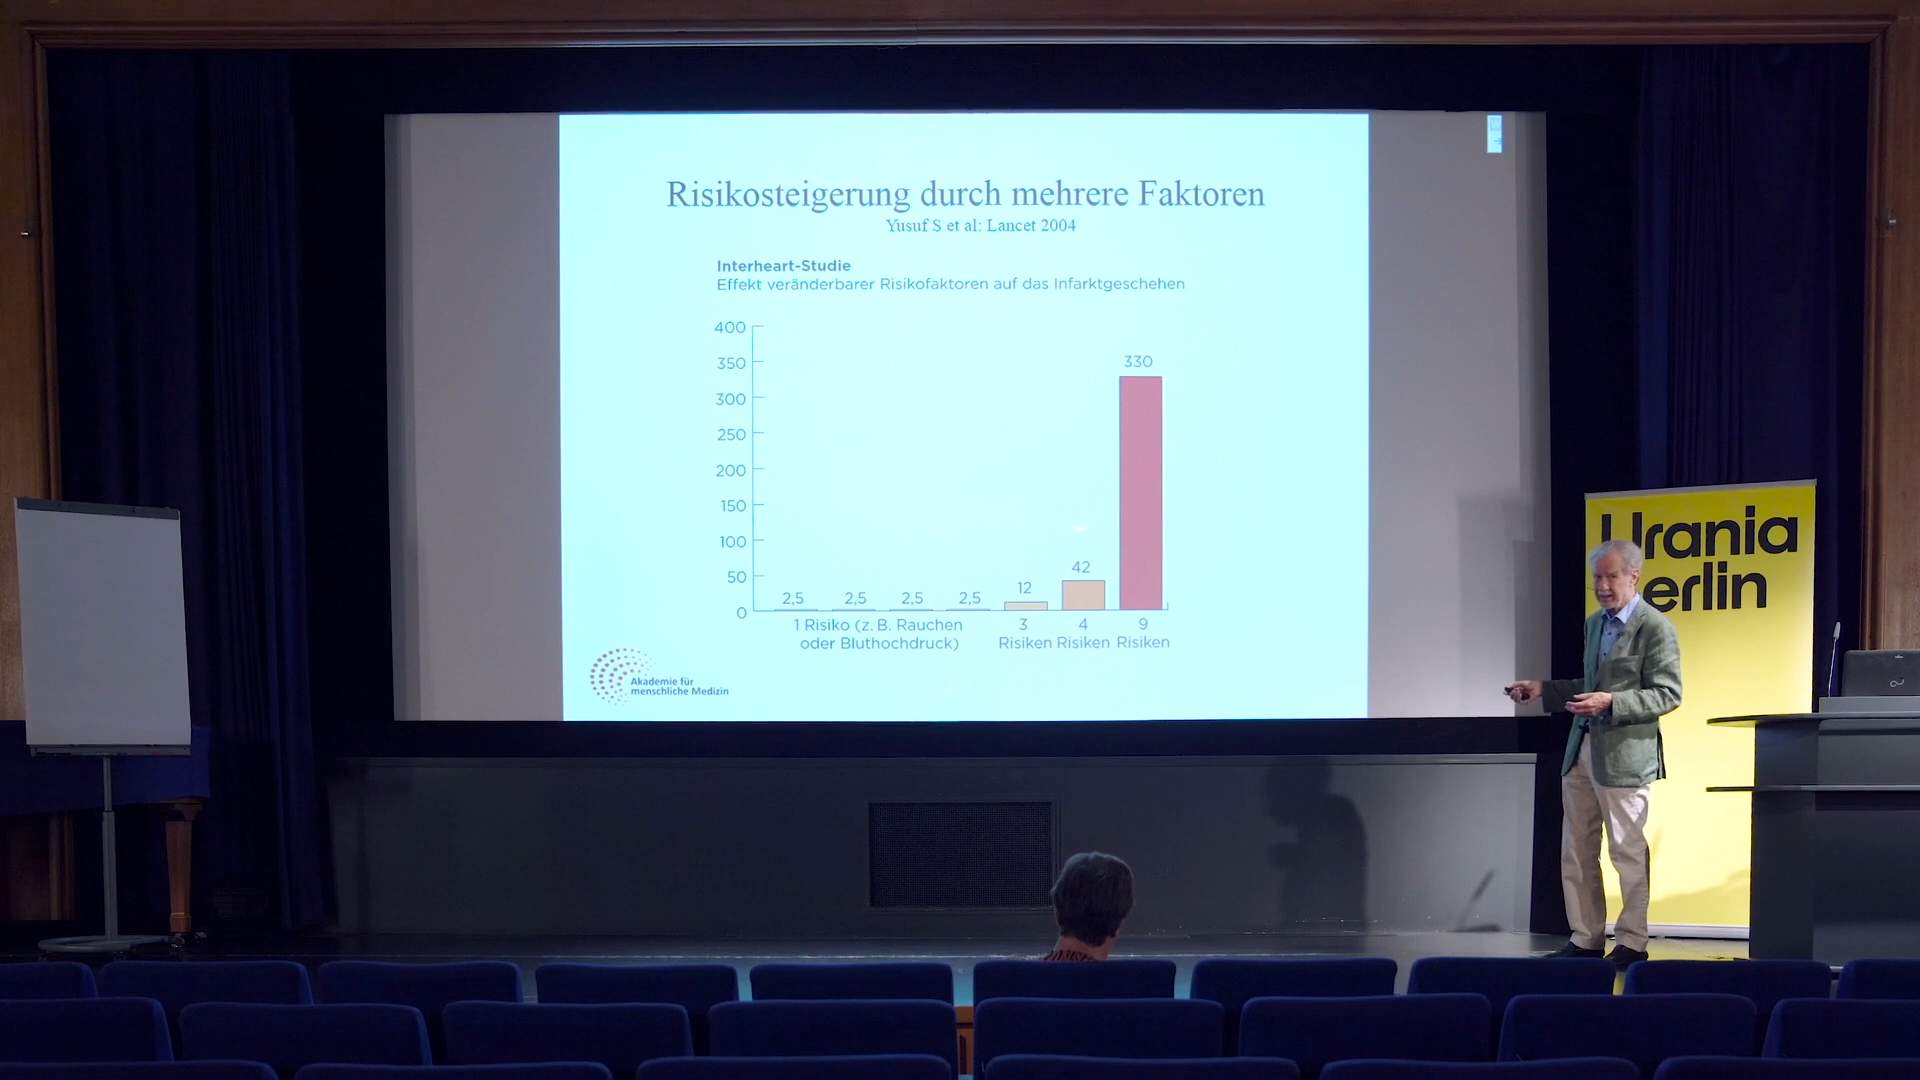 Risikosteigerung durch mehrere Faktoren
Yusuf S et al: Lancet 2004
Interheart-Studie
Effekt veränderbarer Risikofaktoren auf das Infarktgeschehen
400
350
300
250
200
150
100
50
0
2,5
2,5
2,5
2,5
12
42
330
1 Risiko (z. B. Rauchen
oder Bluthochdruck)
3
Risiken
4
Risiken
9
Risiken
Akademie für
menschliche Medizin
Urania
erlin